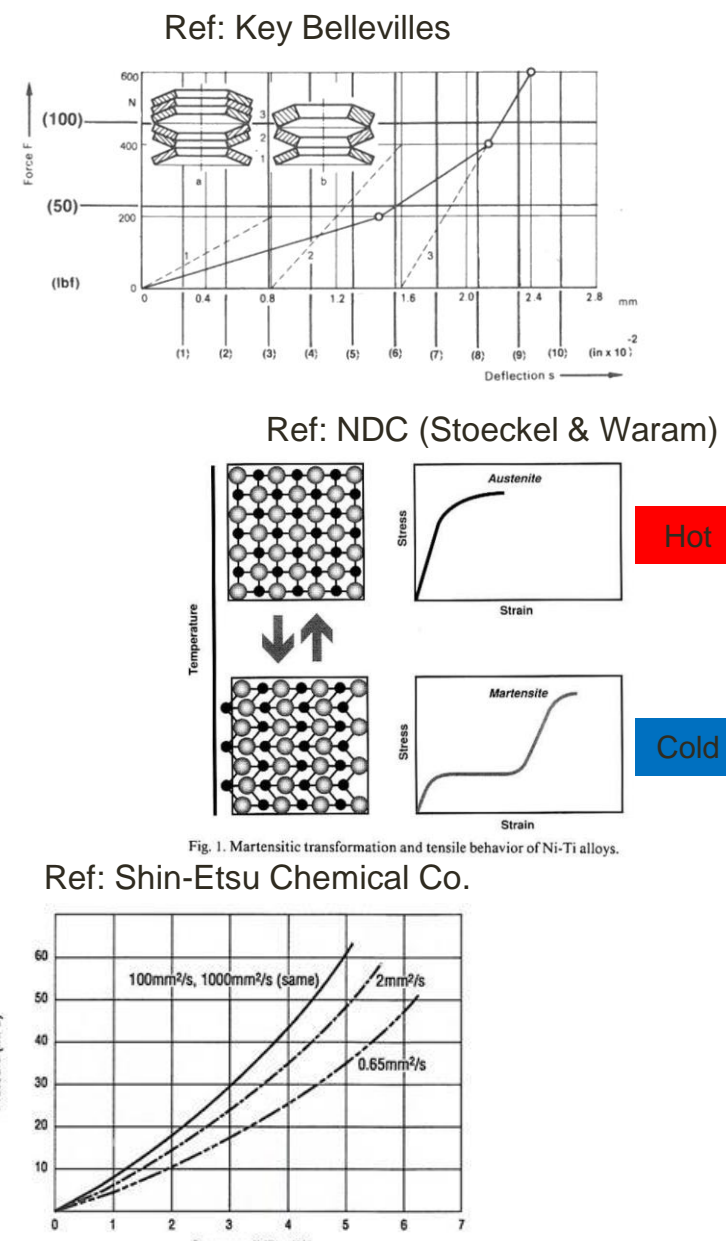 Ref: Key Bellevilles
600
N
(100)
400
(50)
200
(lbf)
0
Force F
3
2
1
a
b
1
2
3
0 0.4 0.8 1.2 1.6 2.0 2.4 2.8 mm
(1) (2) (3) (4) (5) (6) (7) (8) (9) (10) (in x 10 -2)
Deflection s
Ref: NDC (Stoeckel & Waram)
Temperature
Austenite
Stress
Strain
Hot
Martensite
Stress
Strain
Cold
Fig. 1. Martensitic transformation and tensile behavior of Ni-Ti alloys.
Ref: Shin-Etsu Chemical Co.
60
50
40
30
20
10
100mm²/s, 1000mm²/s (same)
2mm²/s
0.65mm²/s
0 1 2 3 4 5 6 7